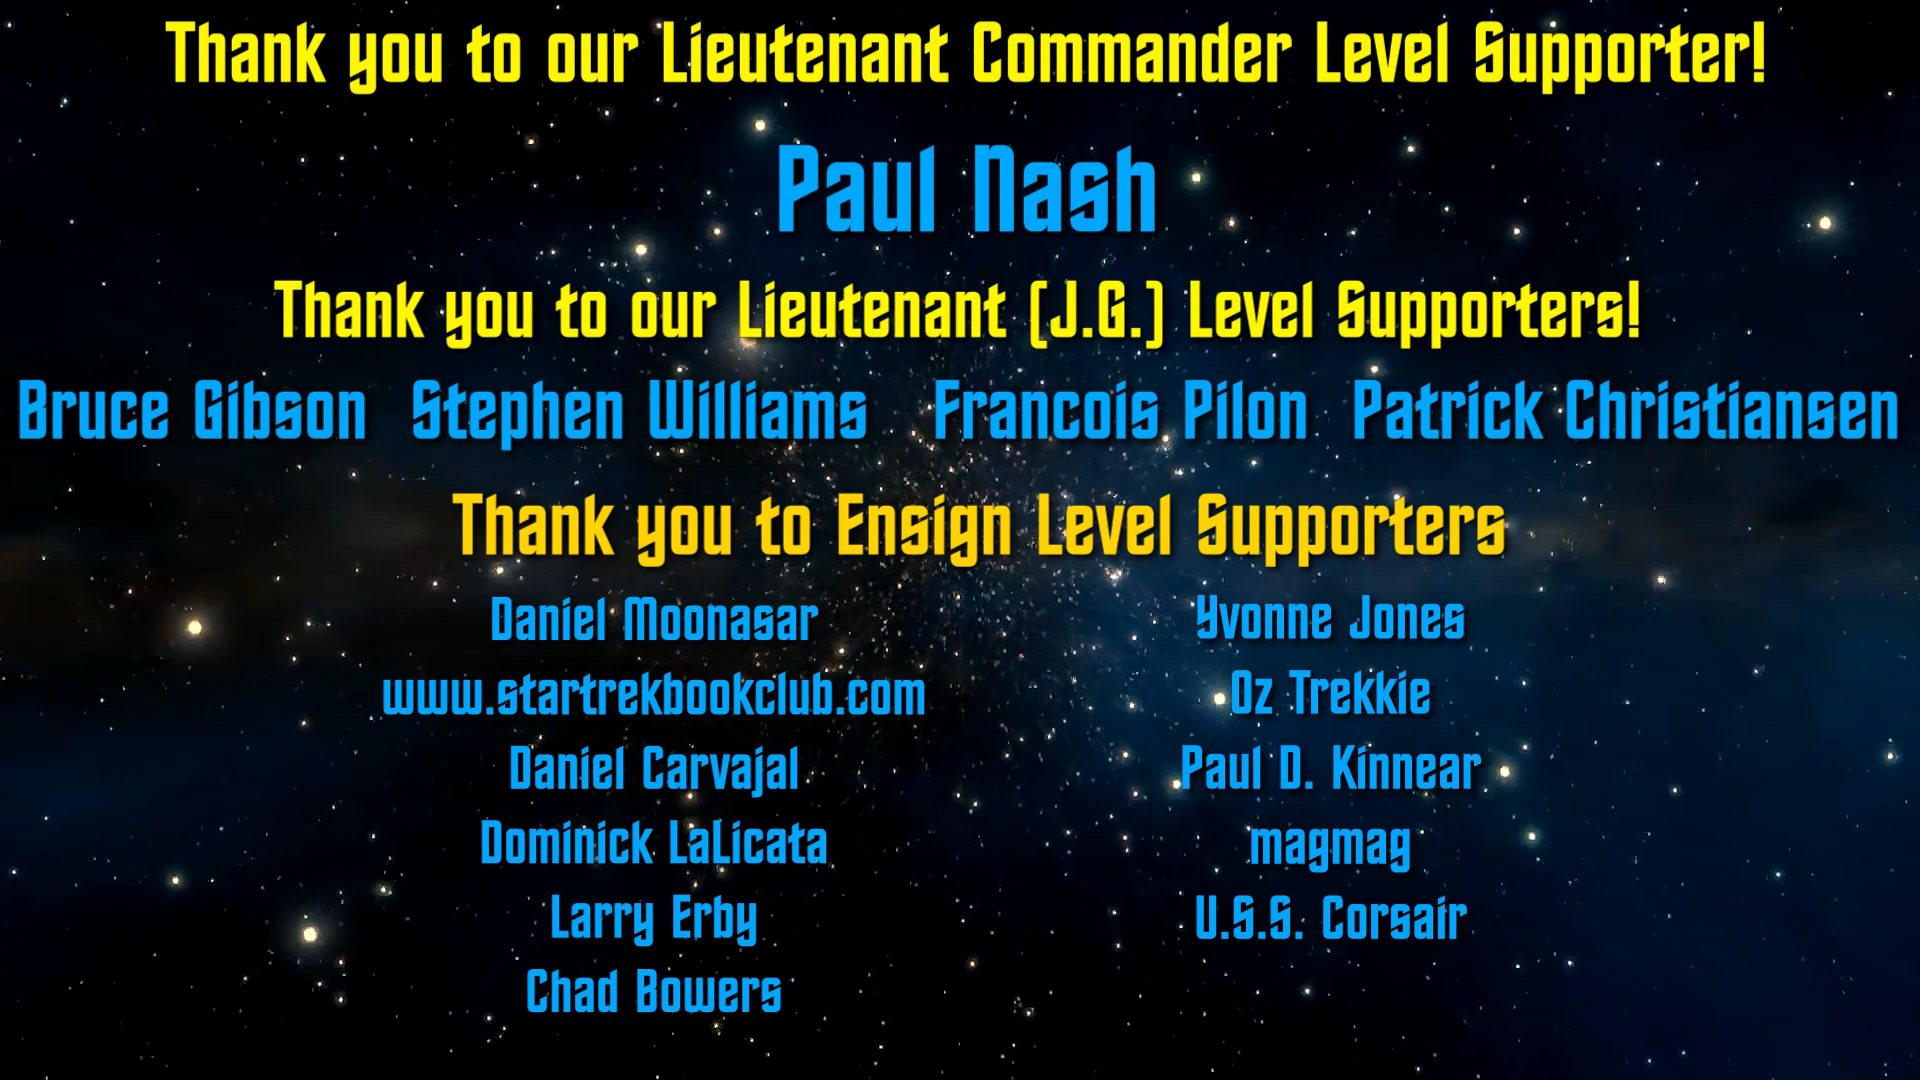 Thank you to our Lieutenant Commander Level Supporter!
Paul Nash
Thank you to our Lieutenant (J.G.) Level Supporters!
Bruce Gibson Stephen Williams Francois Pilon Patrick Christiansen
Thank you to Ensign Level Supporters
Daniel Moonasar
www.startrekbookclub.com
Daniel Carvajal
Dominick LaLicata
Larry Erby
Chad Bowers
Yvonne Jones
Oz Trekkie
Paul D. Kinnear
magmag
U.S.S. Corsair